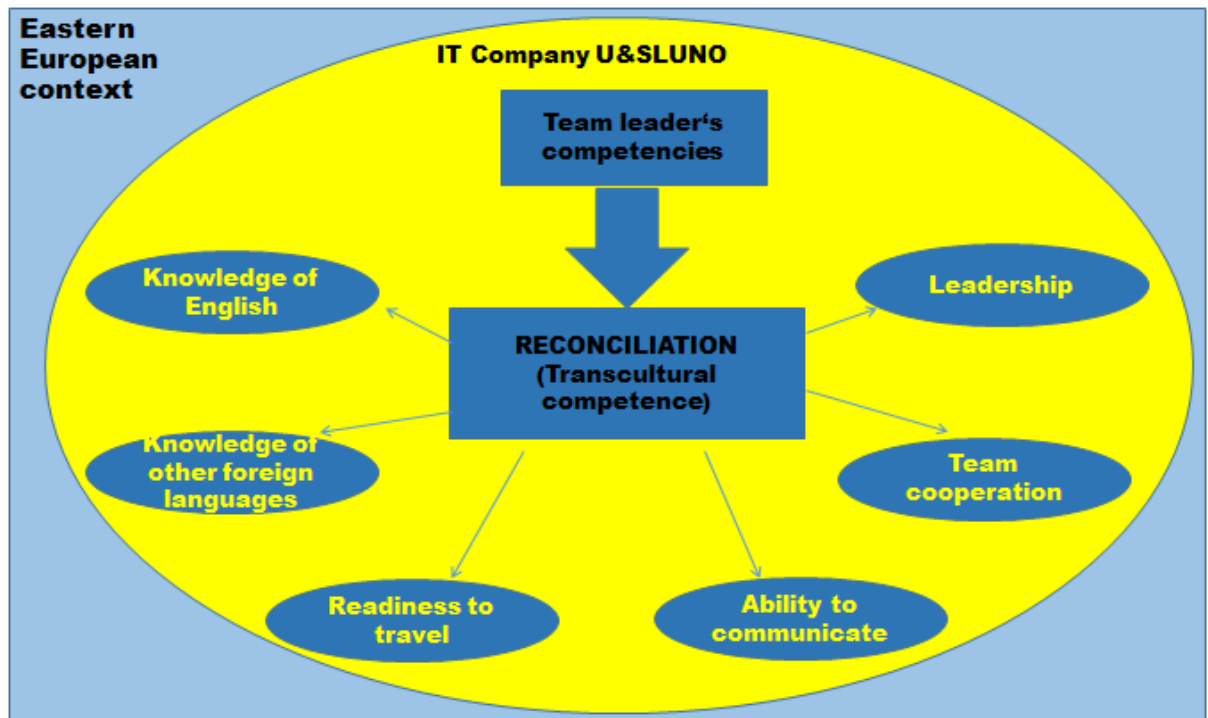 Eastern
European
context
IT Company U&SLUNO
Team leader‘s
competencies
Knowledge of
English
Leadership
RECONCILIATION
(Transcultural
competence)
Knowledge of
other foreign
languages
Team
cooperation
Readiness to
travel
Ability to
communicate